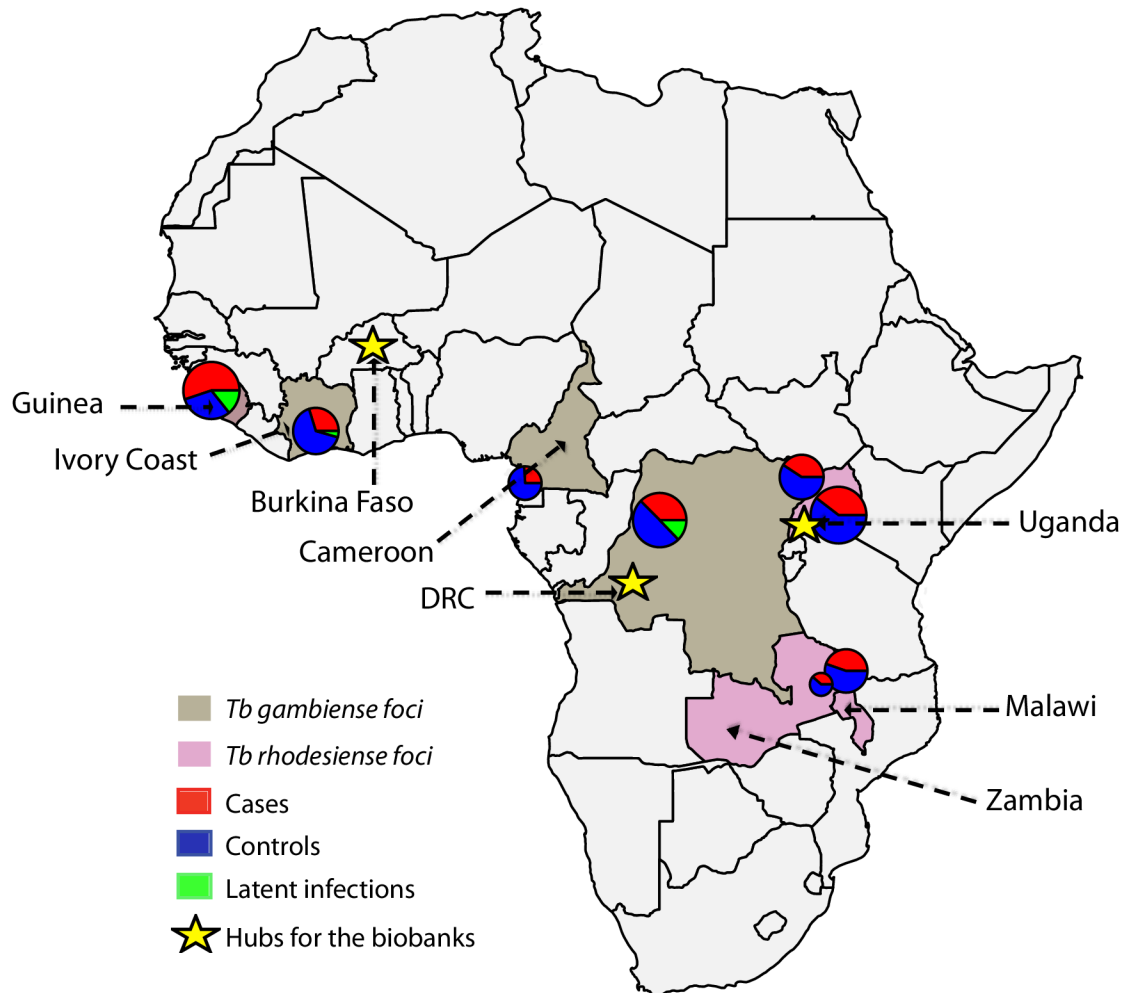 Guinea
Ivory Coast
Burkina Faso
Cameroon
DRC
Uganda
Malawi
Zambia
Tb gambiense foci
Tb rhodesiense foci
Cases
Controls
Latent infections
Hubs for the biobanks